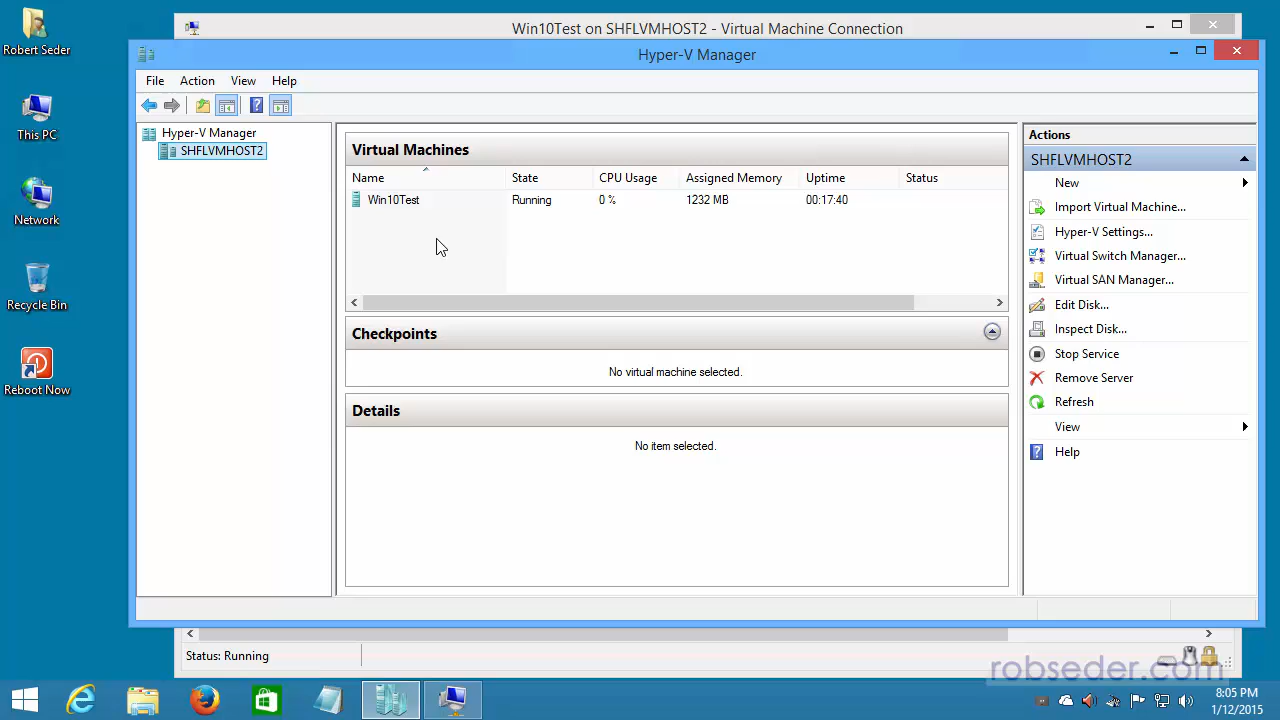 Robert Seder
This PC
Network
Recycle Bin
Reboot Now
Win10Test on SHFLVMHOST2 - Virtual Machine Connection
Hyper-V Manager
File Action View Help
Hyper-V Manager
SHFLVMHOST2
Virtual Machines
Name State CPU Usage Assigned Memory Uptime Status
Win10Test Running 0 % 1232 MB 00:17:40
Checkpoints
No virtual machine selected.
Details
No item selected.
Actions
SHFLVMHOST2
New
Import Virtual Machine...
Hyper-V Settings...
Virtual Switch Manager...
Virtual SAN Manager...
Edit Disk...
Inspect Disk...
Stop Service
Remove Server
Refresh
View
Help
Status: Running
robseder.com
8:05 PM
1/12/2015